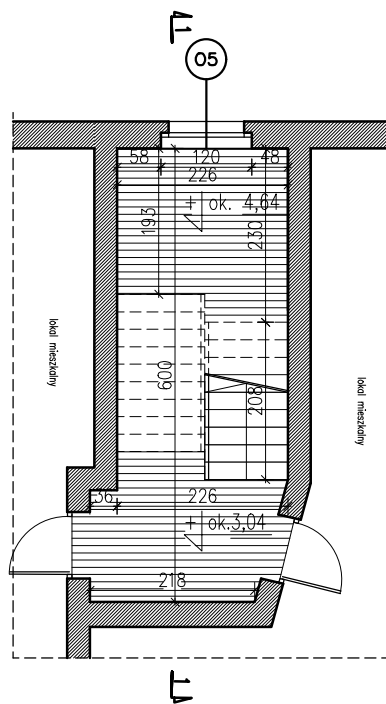 1
05
58 120 48
226
+ ok. 4,64
193
230
lokal mieszkalny
600
208
lokal mieszkalny
36 226
+ ok.3,04
218
1